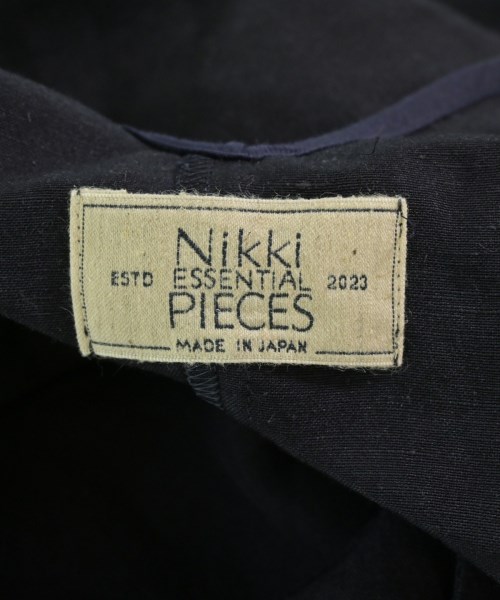 Nikki
ESTD ESSENTIAL 2023
PIECES
MADE IN JAPAN